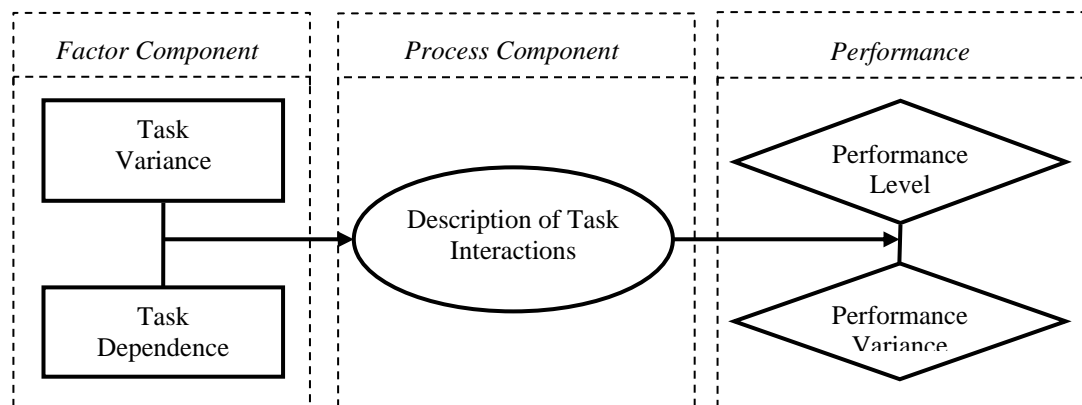 Factor Component
Process Component
Performance
Task
Variance
Task
Dependence
Description of Task
Interactions
Performance
Level
Performance
Variance